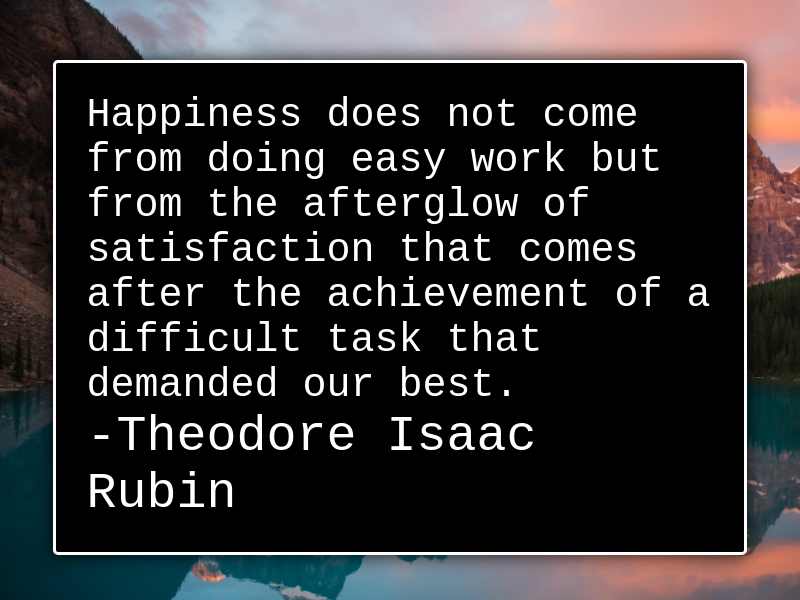 Happiness does not come
from doing easy work but
from the afterglow of
satisfaction that comes
after the achievement of a
difficult task that
demanded our best.
-Theodore Isaac
Rubin